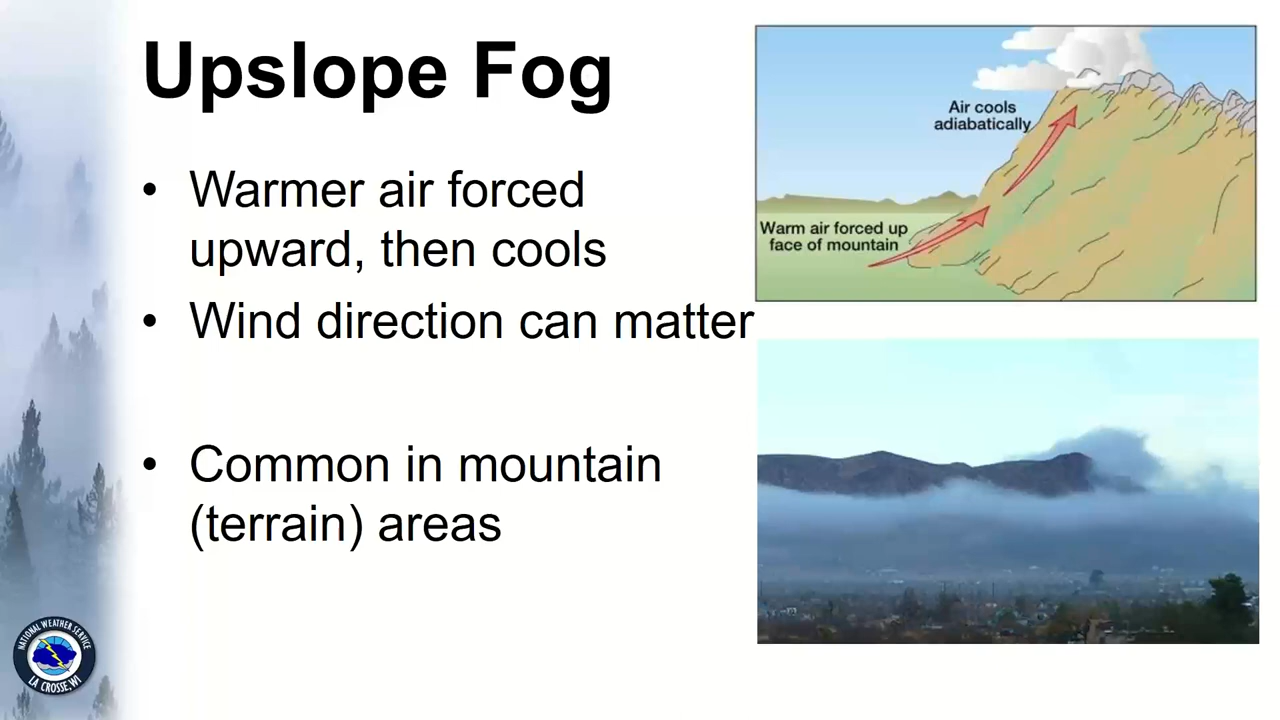 Upslope Fog
• Warmer air forced
upward, then cools
• Wind direction can matter
• Common in mountain
(terrain) areas
Air cools
adiabatically
Warm air forced up
face of mountain
NATIONAL WEATHER SERVICE
LA CROSSE, WI